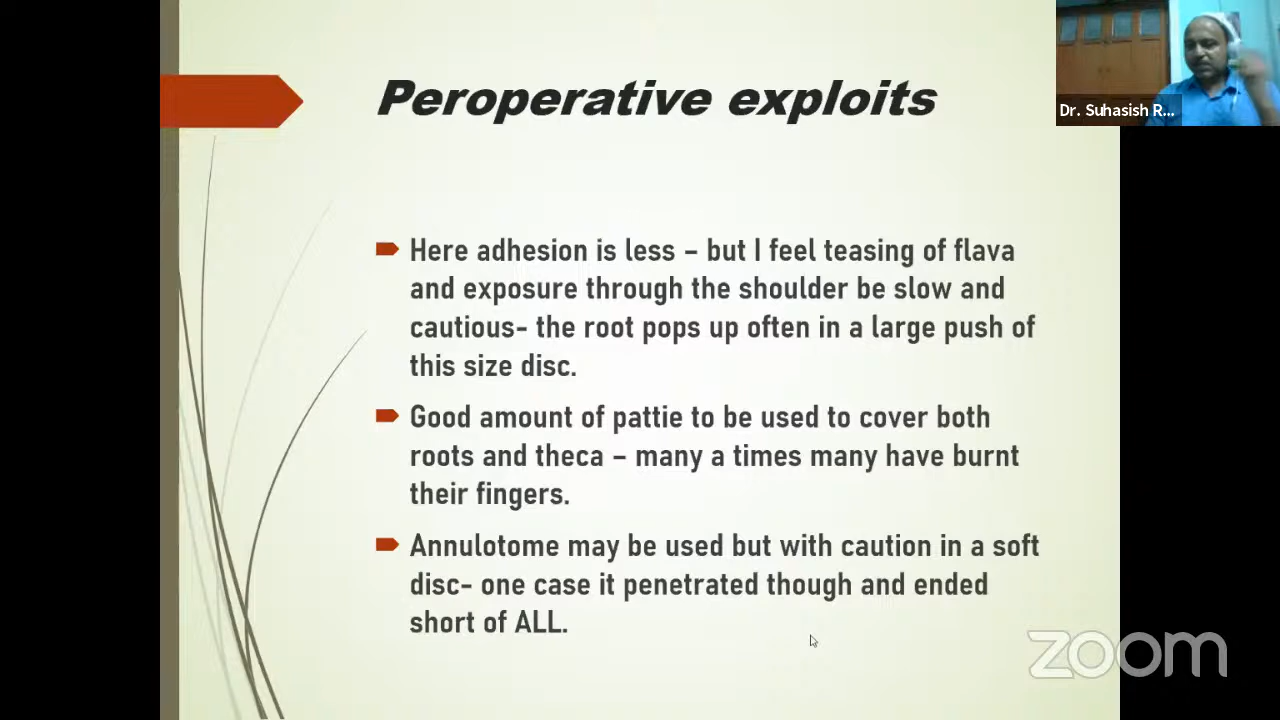 Peroperative exploits
Dr. Suhasish R...
Here adhesion is less – but I feel teasing of flava
and exposure through the shoulder be slow and
cautious- the root pops up often in a large push of
this size disc.
Good amount of pattie to be used to cover both
roots and theca – many a times many have burnt
their fingers.
Annulotome may be used but with caution in a soft
disc- one case it penetrated though and ended
short of ALL.
zoom